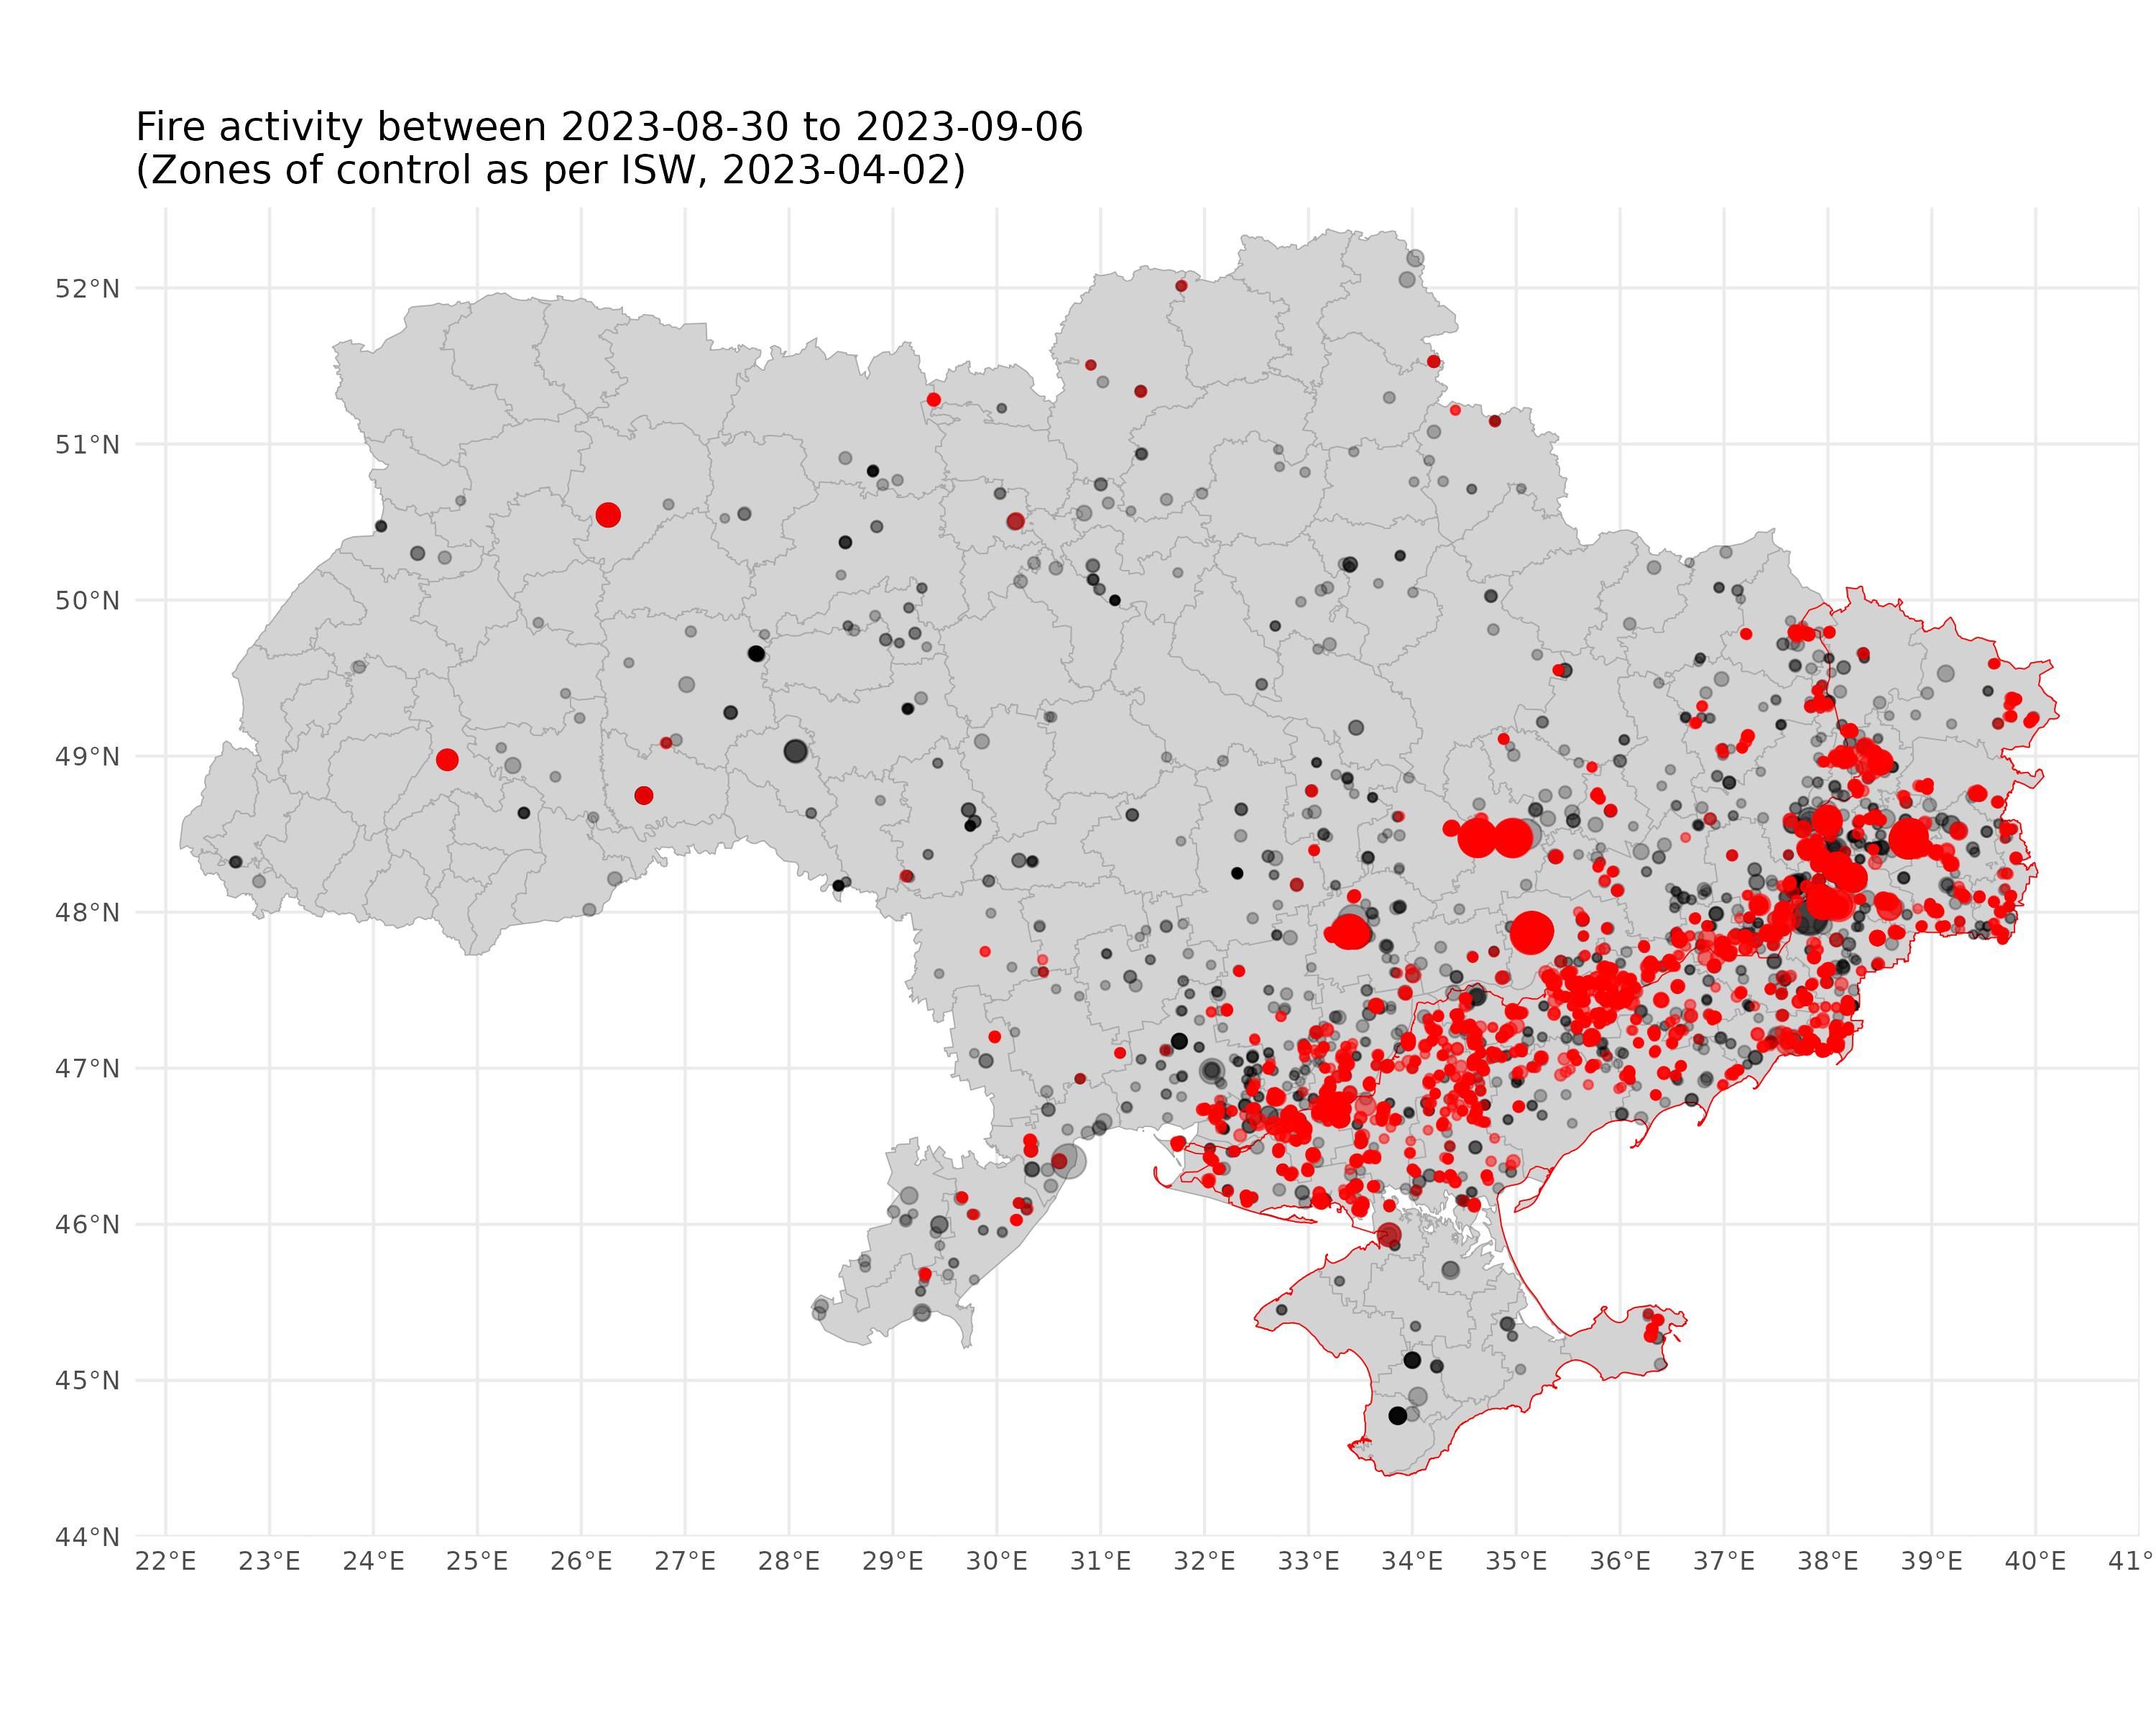 Fire activity between 2023-08-30 to 2023-09-06
(Zones of control as per ISW, 2023-04-02)
52°N
51°N
50°N
49°N
48°N
47°N
46°N
45°N
44°N
22°E 23°E 24°E 25°E 26°E 27°E 28°E 29°E 30°E 31°E 32°E 33°E 34°E 35°E 36°E 37°E 38°E 39°E 40°E 41°